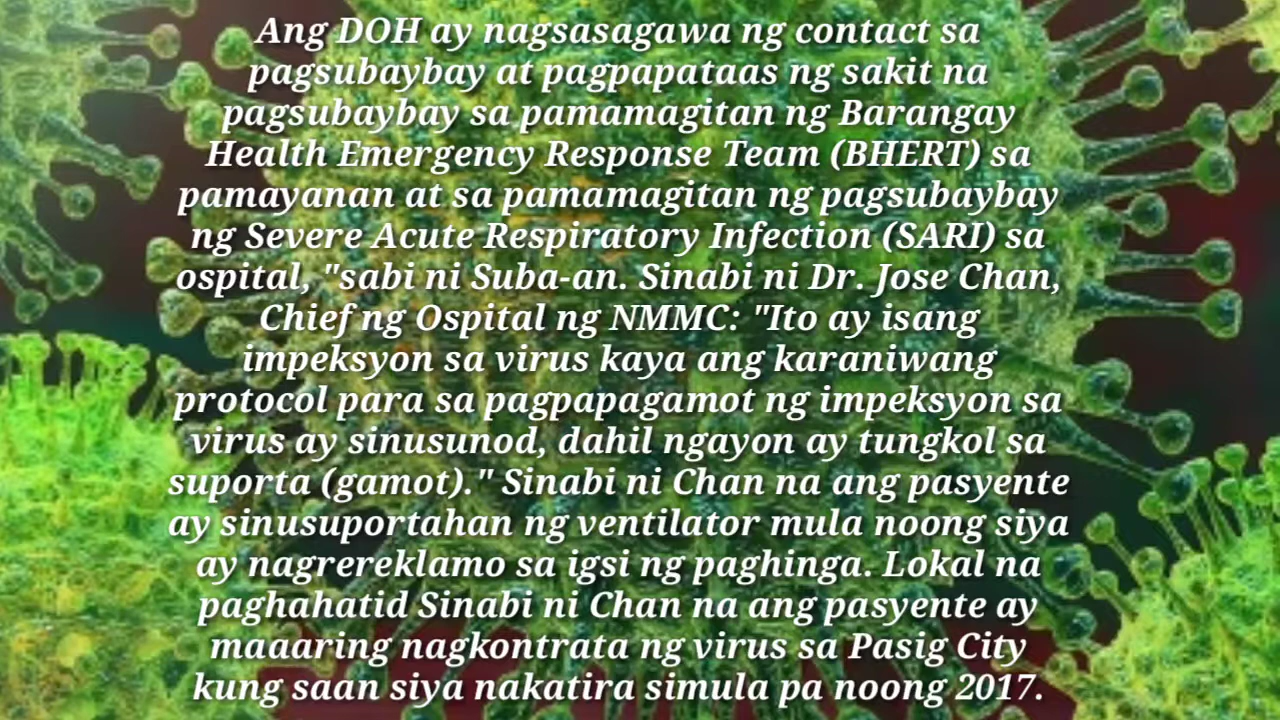 Ang DOH ay nagsasagawa ng contact sa
pagsubaybay at pagpapataas ng sakit na
pagsubaybay sa pamamagitan ng Barangay
Health Emergency Response Team (BHERT) sa
pamayanan at sa pamamagitan ng pagsubaybay
ng Severe Acute Respiratory Infection (SARI) sa
ospital, "sabi ni Suba-an. Sinabi ni Dr. Jose Chan,
Chief ng Ospital ng NMMC: "Ito ay isang
impeksyon sa virus kaya ang karaniwang
protocol para sa pagpapagamot ng impeksyon sa
virus ay sinusunod, dahil ngayon ay tungkol sa
suporta (gamot)." Sinabi ni Chan na ang pasyente
ay sinusuportahan ng ventilator mula noong siya
ay nagrereklamo sa igsi ng paghinga. Lokal na
paghahatid Sinabi ni Chan na ang pasyente ay
maaaring nagkontrata ng virus sa Pasig City
kung saan siya nakatira simula pa noong 2017.